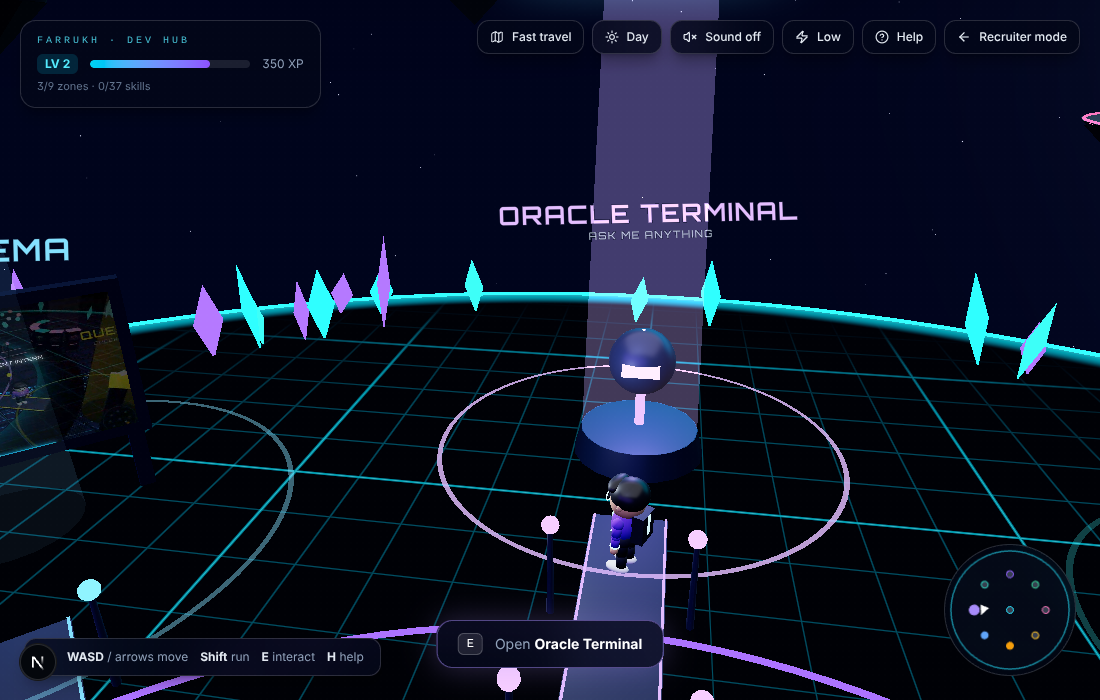 FARRUKH · DEV HUB
LV 2 350 XP
3/9 zones · 0/37 skills
Fast travel
Day
Sound off
Low
Help
Recruiter mode
ORACLE TERMINAL
ASK ME ANYTHING
EMA
QUE
E Open Oracle Terminal
N
WASD / arrows move Shift run E interact H help